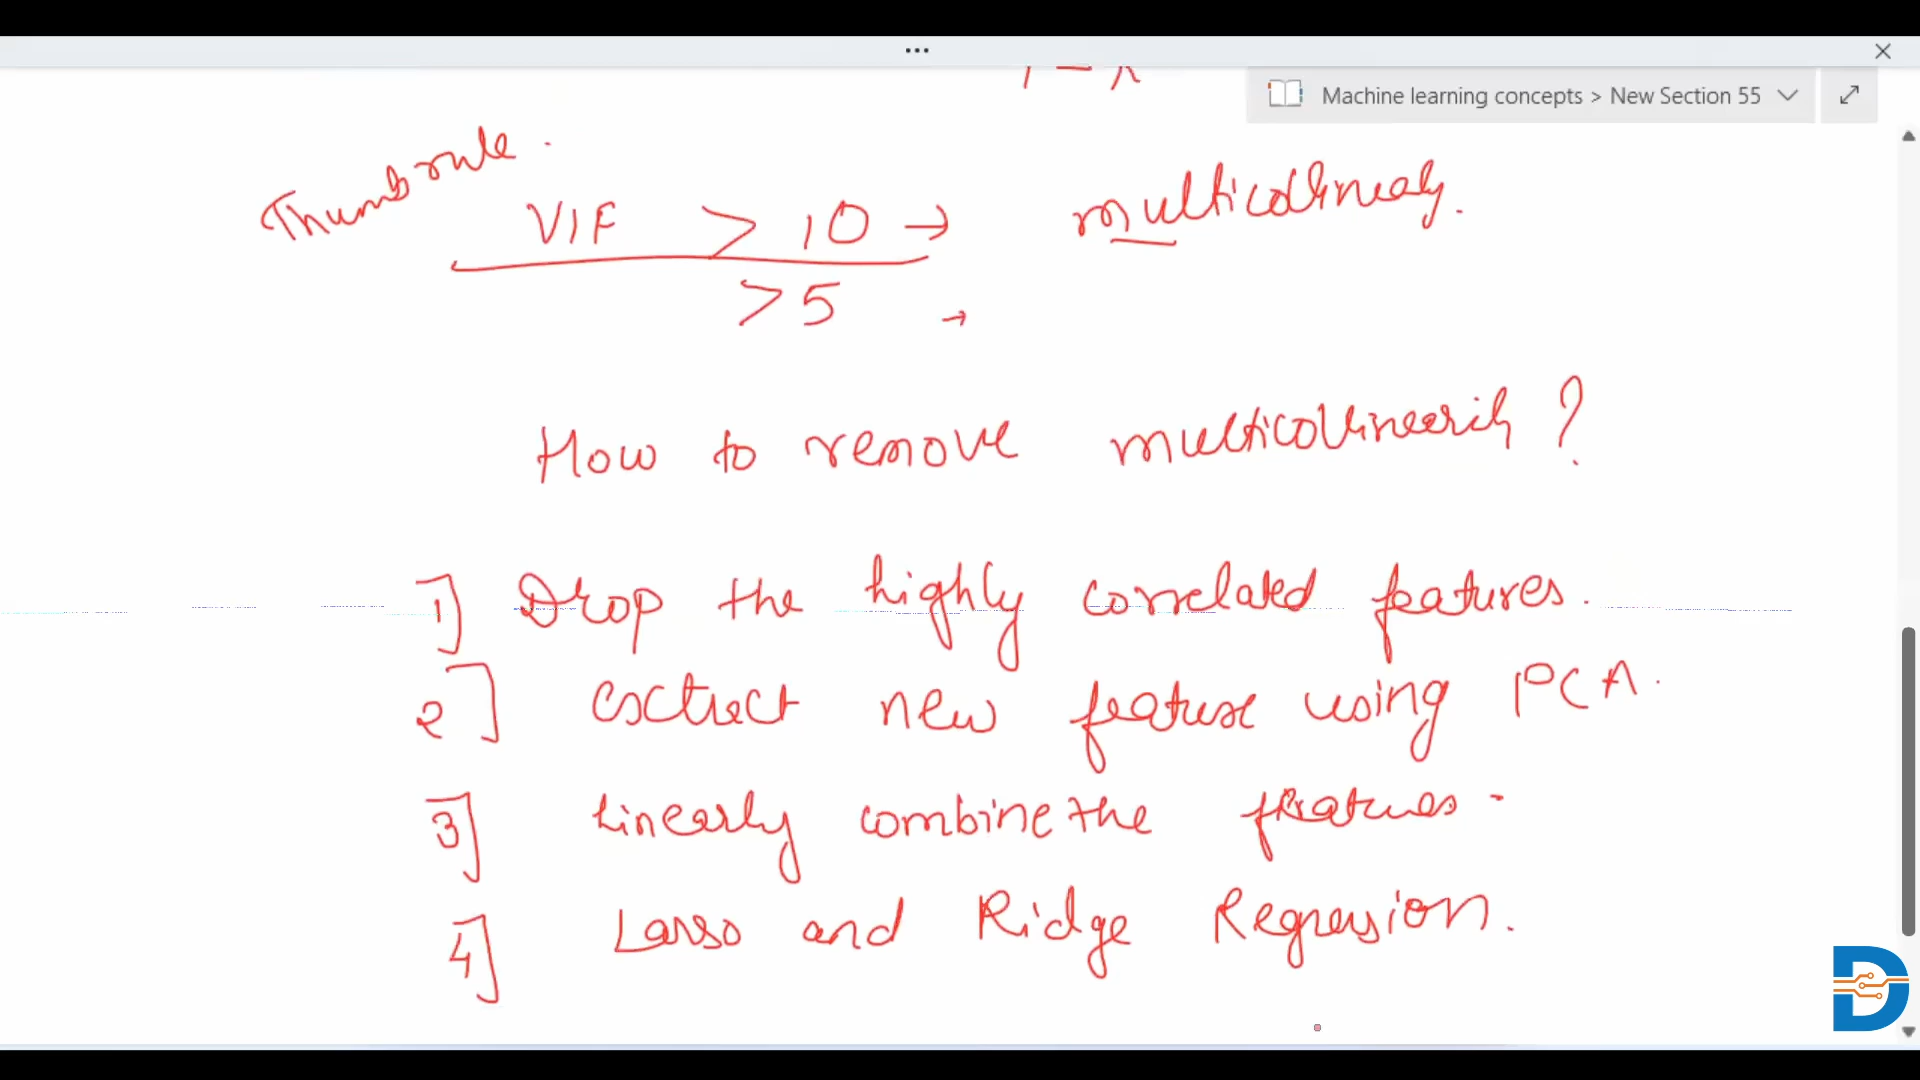 Machine learning concepts > New Section 55
Thumb rule.
VIF > 10 → multicollinearly.
> 5 →
How to remove multicollinearity ?
1] Drop the highly correlated features.
2] extract new feature using PCA.
3] linearly combine the features.
4] Lasso and Ridge Regression.